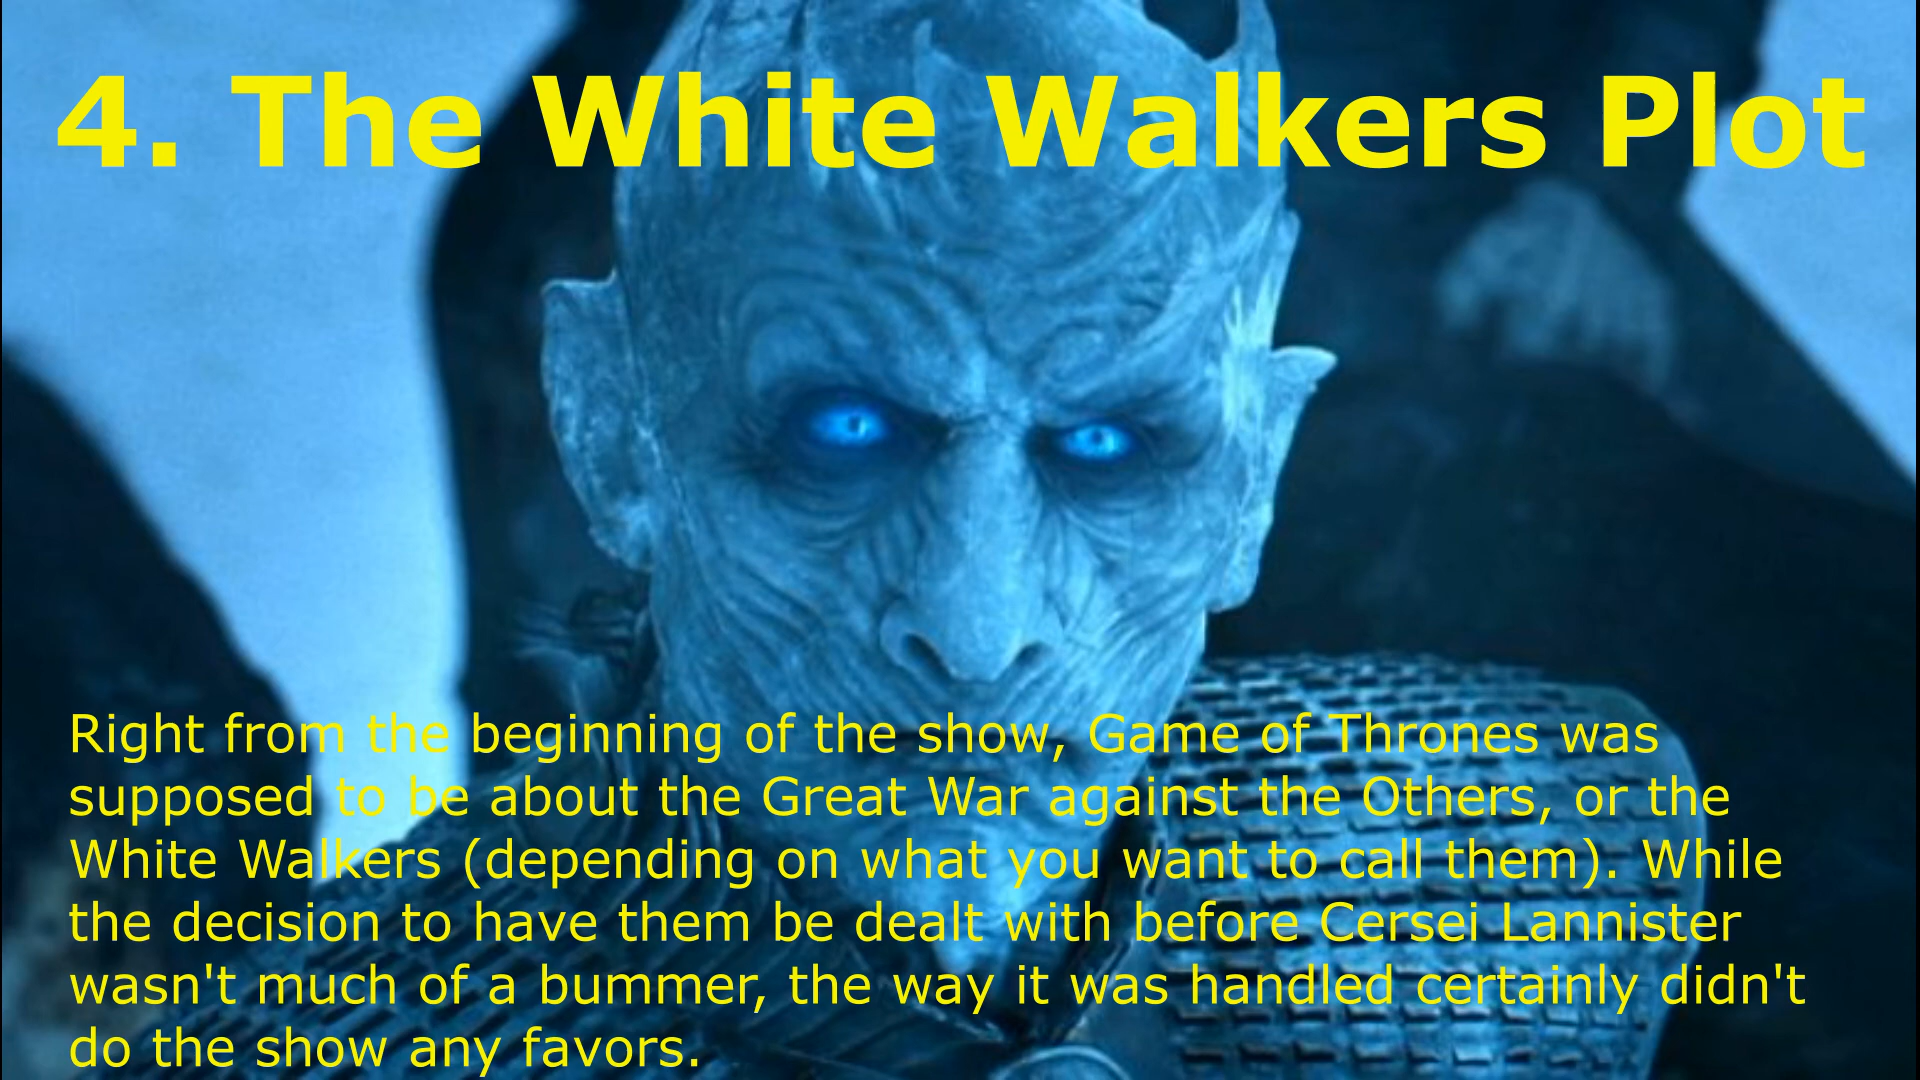 4. The White Walkers Plot
Right from the beginning of the show, Game of Thrones was
supposed to be about the Great War against the Others, or the
White Walkers (depending on what you want to call them). While
the decision to have them be dealt with before Cersei Lannister
wasn't much of a bummer, the way it was handled certainly didn't
do the show any favors.